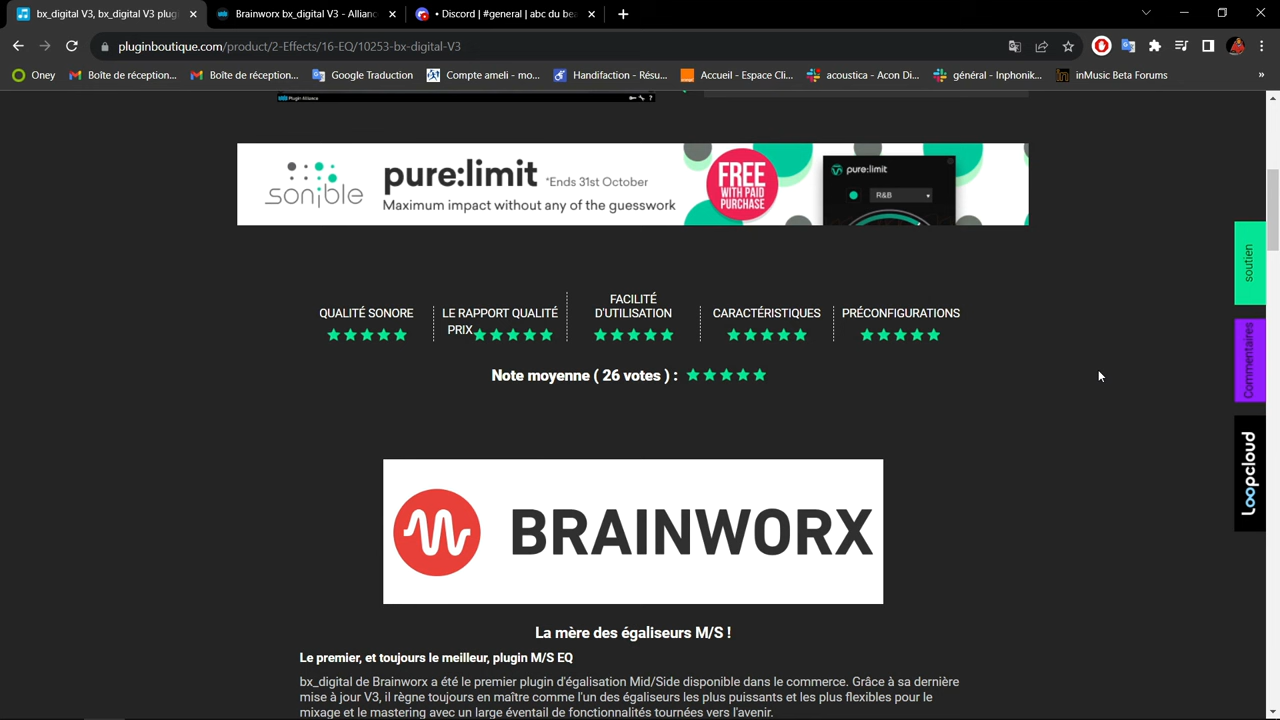 bx_digital V3, bx_digital V3 plug
Brainworx bx_digital V3 - Allianc
• Discord | #general | abc du bea
pluginboutique.com/product/2-Effects/16-EQ/10253-bx-digital-V3
Oney
Boîte de réception...
Boîte de réception...
Google Traduction
Compte ameli - mo...
Handifaction - Résu...
Accueil - Espace Cli...
acoustica - Acon Di...
général - Inphonik...
inMusic Beta Forums
»
Plugin Alliance
?
sonible
pure:limit *Ends 31st October
Maximum impact without any of the guesswork
FREE
WITH PAID
PURCHASE
pure:limit
R&B
soutien
Commentaires
Loopcloud
QUALITÉ SONORE
LE RAPPORT QUALITÉ
PRIX
FACILITÉ
D'UTILISATION
CARACTÉRISTIQUES
PRÉCONFIGURATIONS
Note moyenne ( 26 votes ) :
BRAINWORX
La mère des égaliseurs M/S !
Le premier, et toujours le meilleur, plugin M/S EQ
bx_digital de Brainworx a été le premier plugin d'égalisation Mid/Side disponible dans le commerce. Grâce à sa dernière
mise à jour V3, il règne toujours en maître comme l'un des égaliseurs les plus puissants et les plus flexibles pour le
mixage et le mastering avec un large éventail de fonctionnalités tournées vers l'avenir.